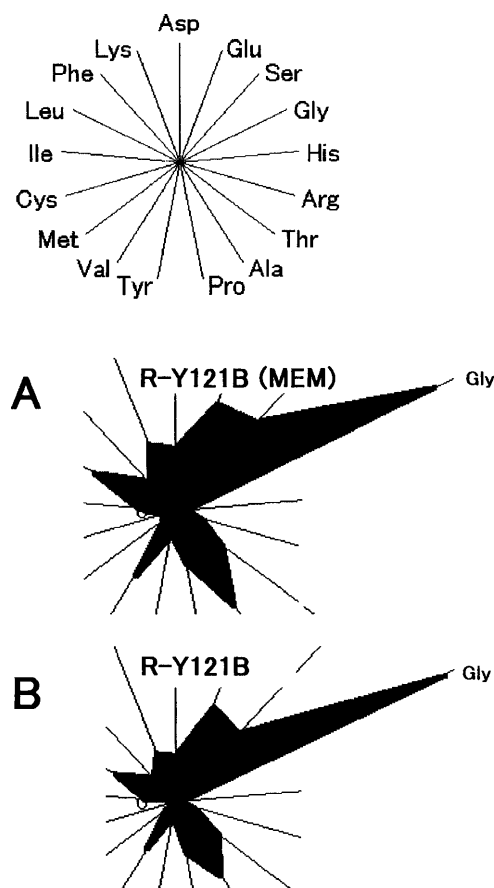 Asp
Lys Glu
Phe Ser
Leu Gly
Ile His
Cys Arg
Met Thr
Val Ala
Tyr Pro
A
R-Y121B (MEM)
Gly
B
R-Y121B
Gly